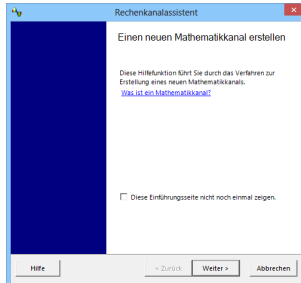 Rechenkanalassistent
Einen neuen Mathematikkanal erstellen
Diese Hilfefunktion führt Sie durch das Verfahren zur
Erstellung eines neuen Mathematikkanals.
Was ist ein Mathematikkanal?
Diese Einführungsseite nicht noch einmal zeigen.
Hilfe
< Zurück
Weiter >
Abbrechen